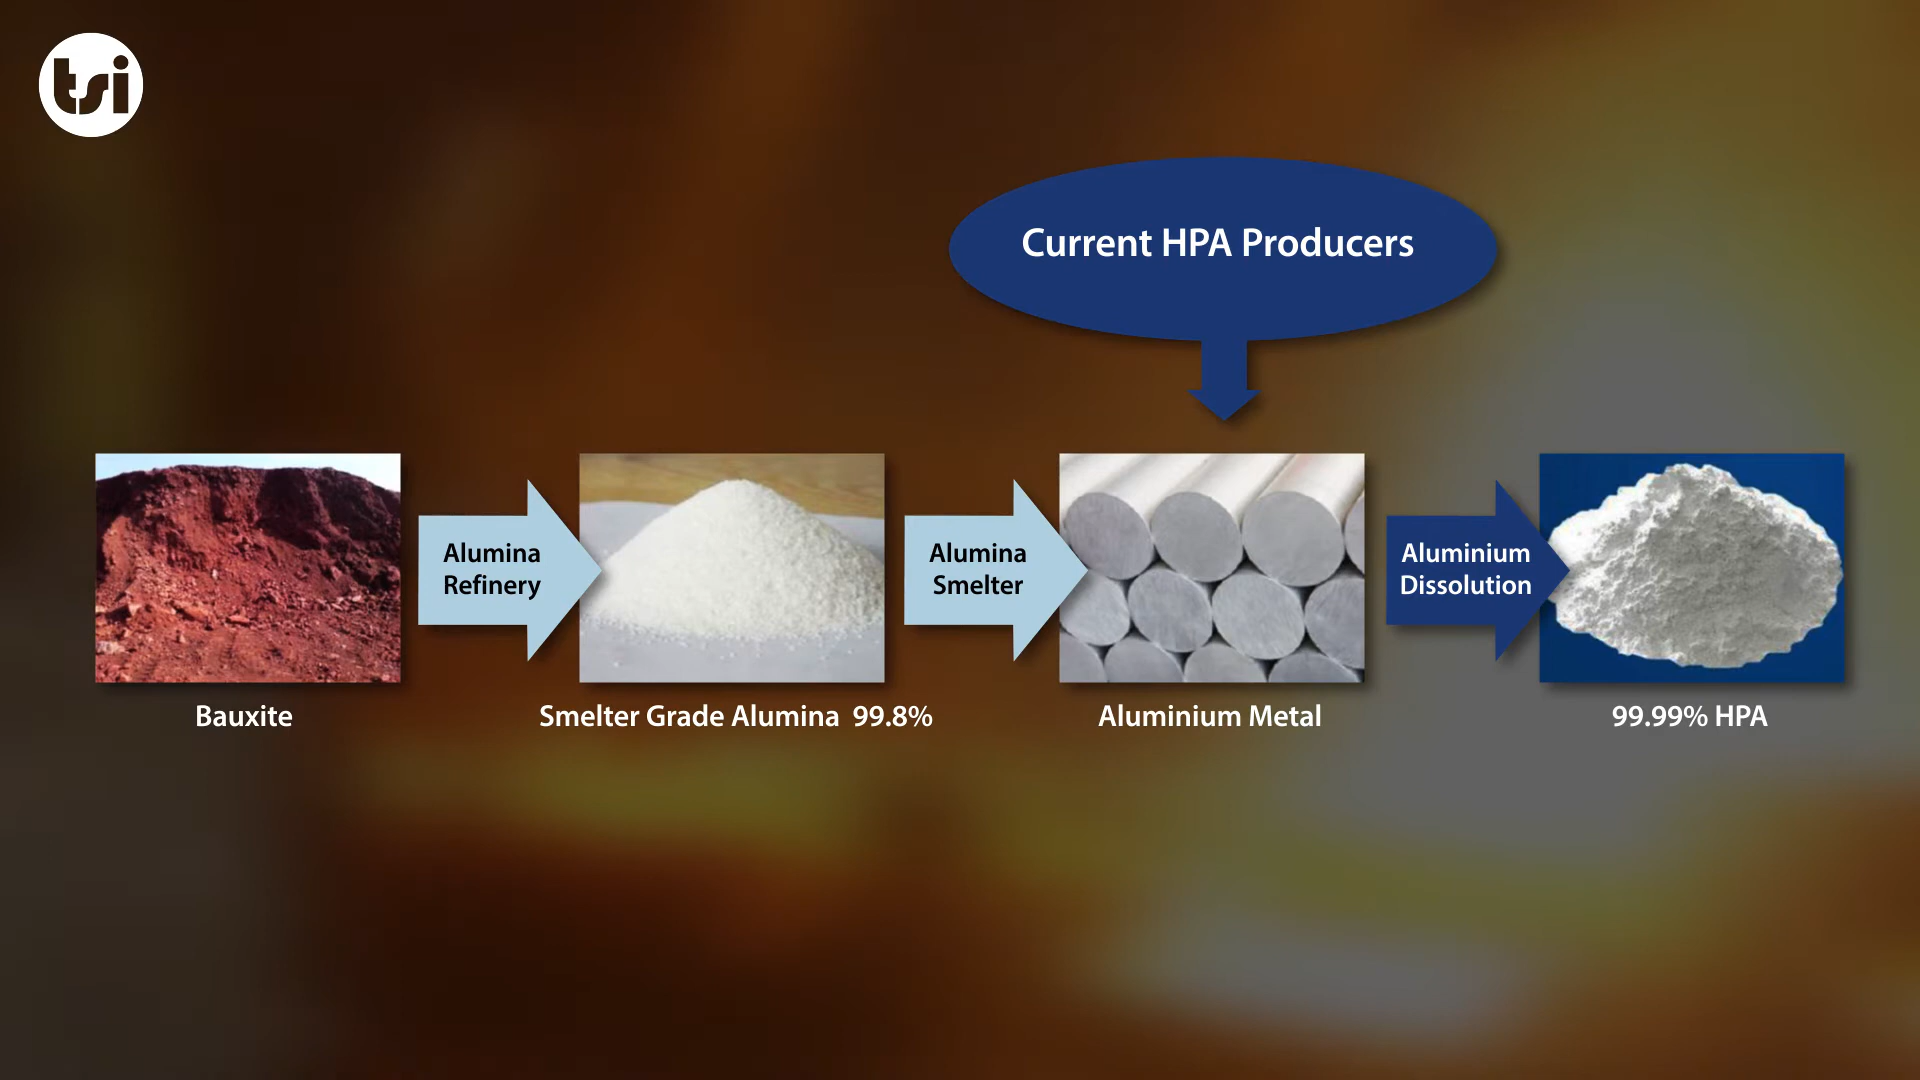 tsi
Current HPA Producers
Alumina
Refinery
Alumina
Smelter
Aluminium
Dissolution
Bauxite
Smelter Grade Alumina 99.8%
Aluminium Metal
99.99% HPA